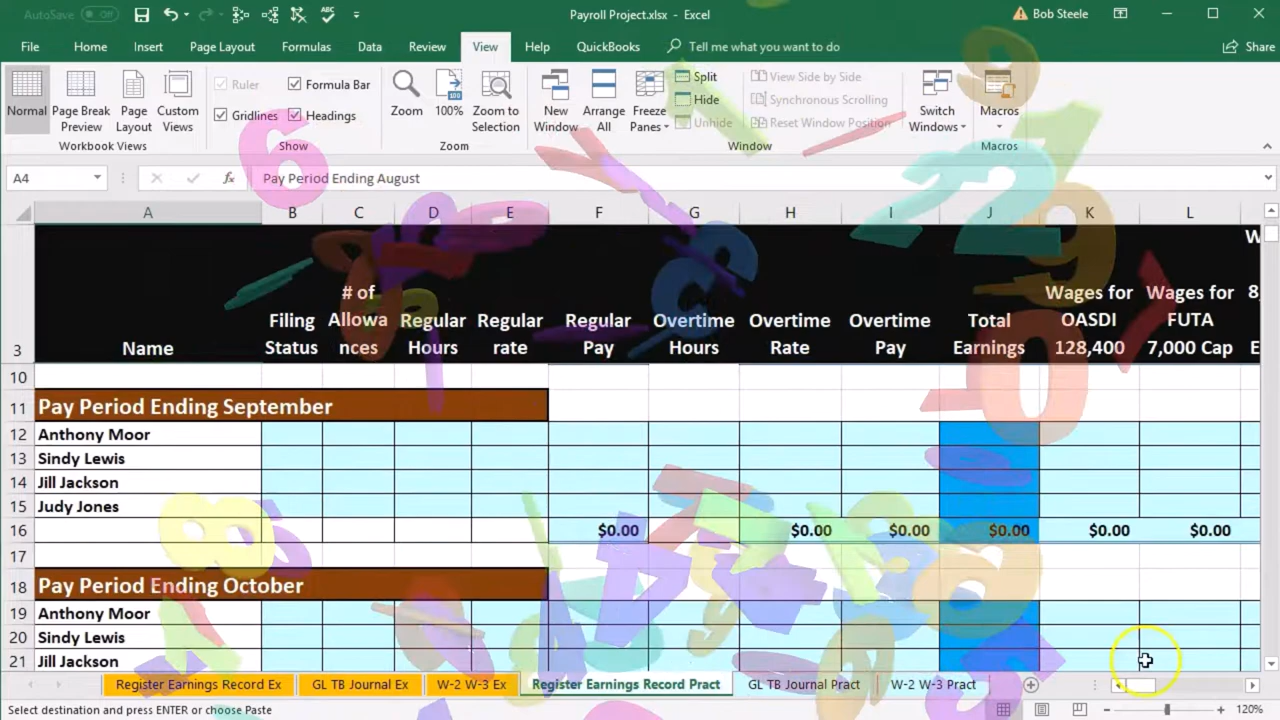 AutoSave Off Payroll Project.xlsx - Excel Bob Steele
File Home Insert Page Layout Formulas Data Review View Help QuickBooks Tell me what you want to do Share
Normal Page Break Preview Page Layout Custom Views
Workbook Views
Ruler Formula Bar
Gridlines Headings
Show
Zoom 100% Zoom to Selection
Zoom
New Window Arrange All Freeze Panes
Split
Hide
Unhide
View Side by Side
Synchronous Scrolling
Reset Window Position
Window
Switch Windows
Macros
Macros
A4 fx Pay Period Ending August
A B C D E F G H I J K L
W
# of Wages for Wages for 8,
Filing Allowa Regular Regular Regular Overtime Overtime Overtime Total OASDI FUTA
3 Name Status nces Hours rate Pay Hours Rate Pay Earnings 128,400 7,000 Cap E
10
11 Pay Period Ending September
12 Anthony Moor
13 Sindy Lewis
14 Jill Jackson
15 Judy Jones
16 $0.00 $0.00 $0.00 $0.00 $0.00 $0.00
17
18 Pay Period Ending October
19 Anthony Moor
20 Sindy Lewis
21 Jill Jackson
Register Earnings Record Ex GL TB Journal Ex W-2 W-3 Ex Register Earnings Record Pract GL TB Journal Pract W-2 W-3 Pract
Select destination and press ENTER or choose Paste 120%